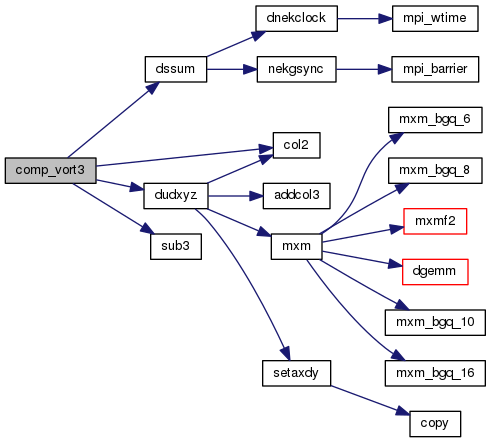 dnekclock
mpi_wtime
dssum
nekgsync
mpi_barrier
mxm_bgq_6
col2
comp_vort3
mxm_bgq_8
dudxyz
addcol3
mxmf2
sub3
mxm
dgemm
mxm_bgq_10
setaxdy
mxm_bgq_16
copy